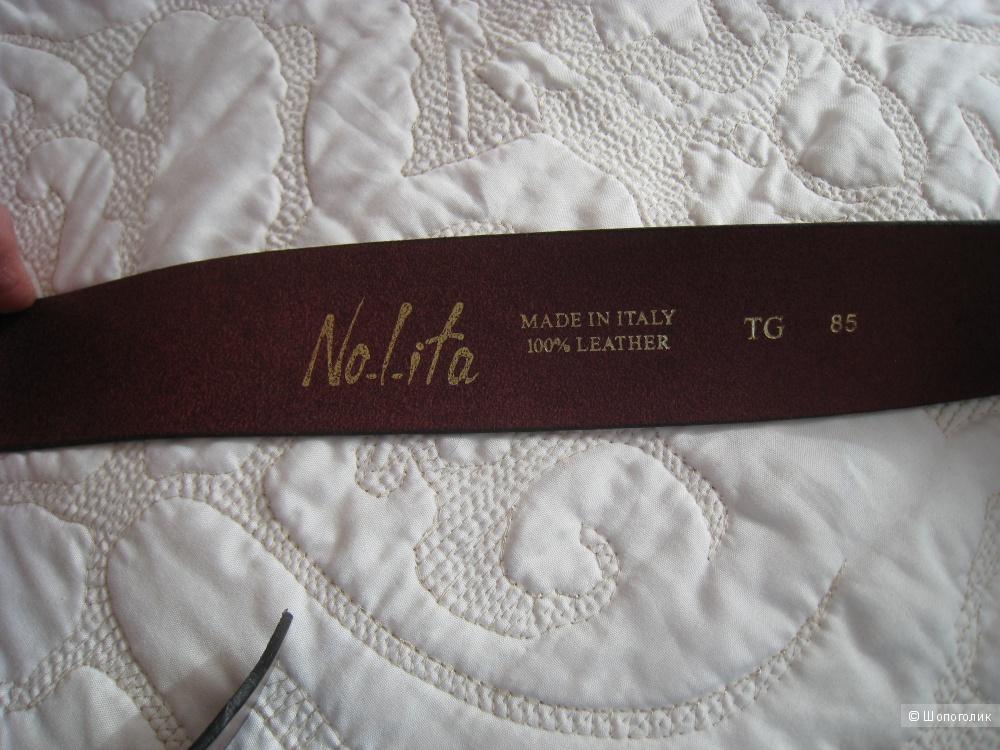 No-l-ita
MADE IN ITALY
100% LEATHER
TG 85
© Шопоголик